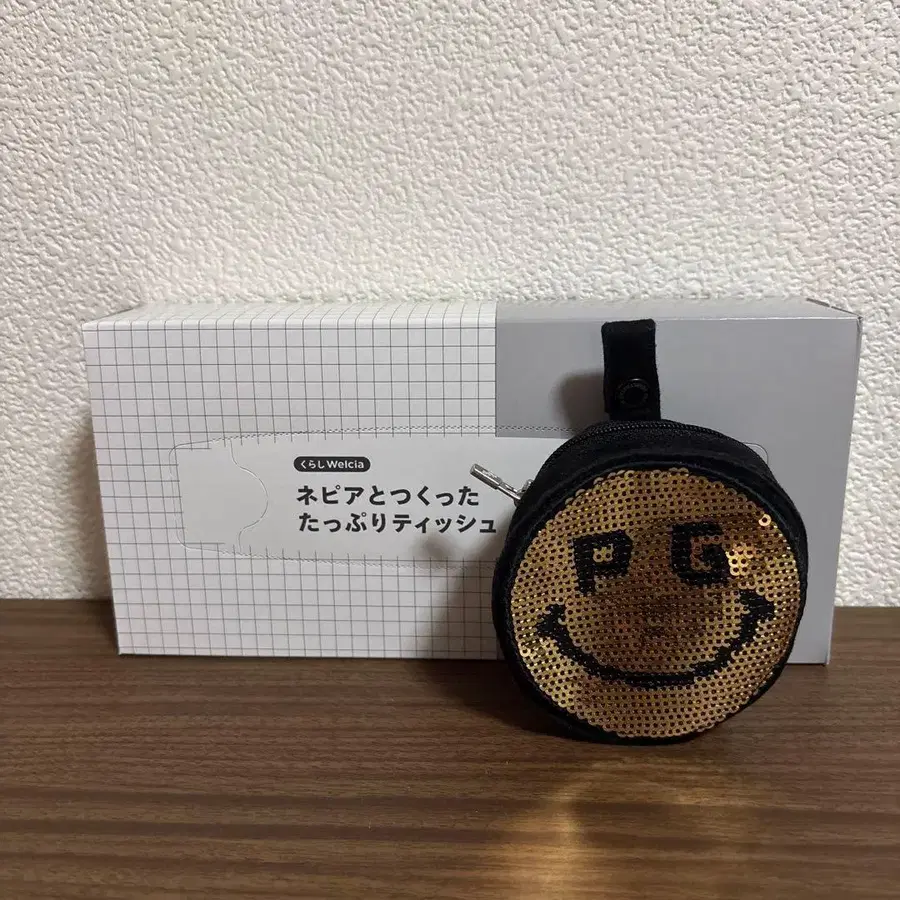 くらしWelcia
ネピアとつくった
たっぷりティッシュ
PG